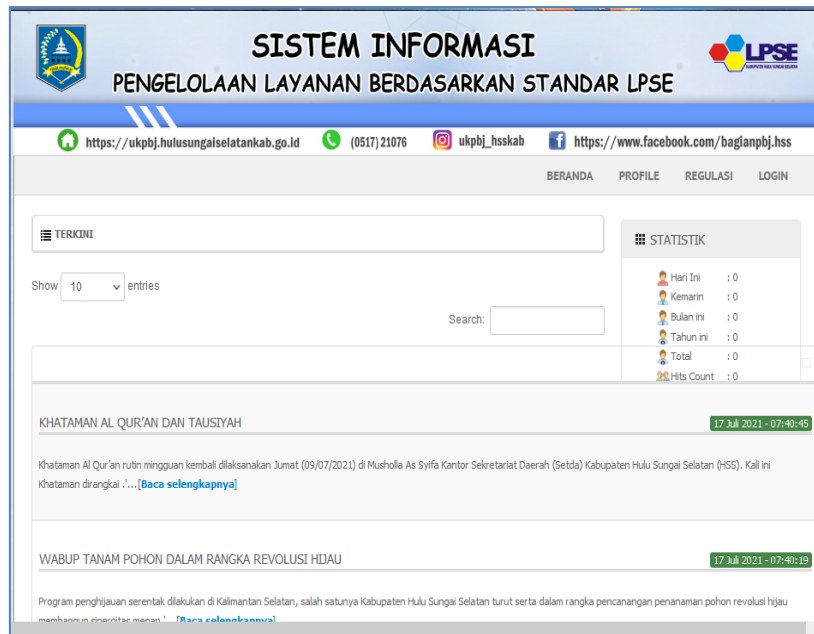 SISTEM INFORMASI
PENGELOLAAN LAYANAN BERDASARKAN STANDAR LPSE
LPSE
https://ukpbj.hulusungaiselatankab.go.id (0517) 21076 ukpbj_hsskab https://www.facebook.com/bagianpbj.hss
BERANDA PROFILE REGULASI LOGIN
TERKINI
STATISTIK
Hari Ini : 0
Kemarin : 0
Bulan ini : 0
Tahun ini : 0
Total : 0
Hits Count : 0
Show 10 entries
Search:
KHATAMAN AL QUR'AN DAN TAUSIYAH 17 Juli 2021 - 07:40:45
Khataman Al Qur'an rutin mingguan kembali dilaksanakan Jumat (09/07/2021) di Musholla As Syifa Kantor Sekretariat Daerah (Setda) Kabupaten Hulu Sungai Selatan (HSS). Kali ini
Khataman dirangkai .'...[Baca selengkapnya]
WABUP TANAM POHON DALAM RANGKA REVOLUSI HIJAU 17 Juli 2021 - 07:40:19
Program penghijauan serentak dilakukan di Kalimantan Selatan, salah satunya Kabupaten Hulu Sungai Selatan turut serta dalam rangka pencanangan penanaman pohon revolusi hijau
membangun sinergitas menan '...[Baca selengkapnya]